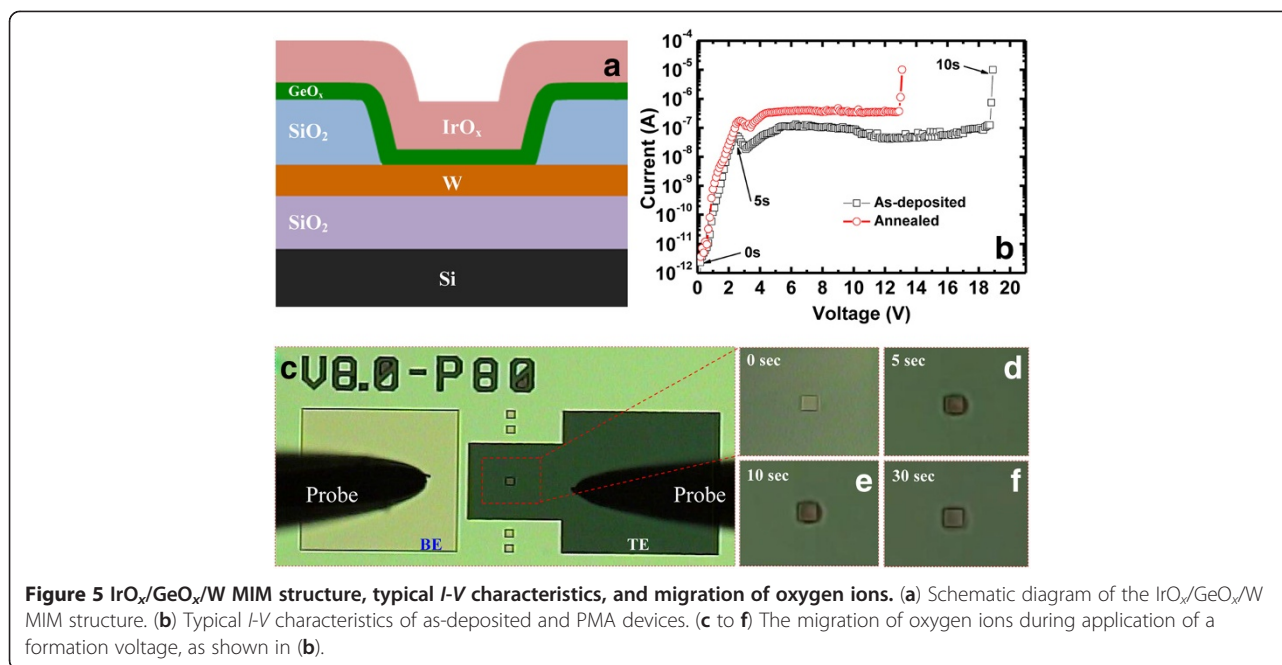 a
GeOₓ
SiO₂
IrOₓ
W
SiO₂
Si
10⁻⁴
10⁻⁵
10⁻⁶
10⁻⁷
10⁻⁸
10⁻⁹
10⁻¹⁰
10⁻¹¹
10⁻¹²
Current (A)
10s
5s
0s
As-deposited
Annealed
b
0 2 4 6 8 10 12 14 16 18 20
Voltage (V)
c V8.0-P80
Probe
BE
TE
Probe
0 sec
5 sec
d
10 sec
e
30 sec
f
Figure 5 IrOₓ/GeOₓ/W MIM structure, typical I-V characteristics, and migration of oxygen ions. (a) Schematic diagram of the IrOₓ/GeOₓ/W
MIM structure. (b) Typical I-V characteristics of as-deposited and PMA devices. (c to f) The migration of oxygen ions during application of a
formation voltage, as shown in (b).